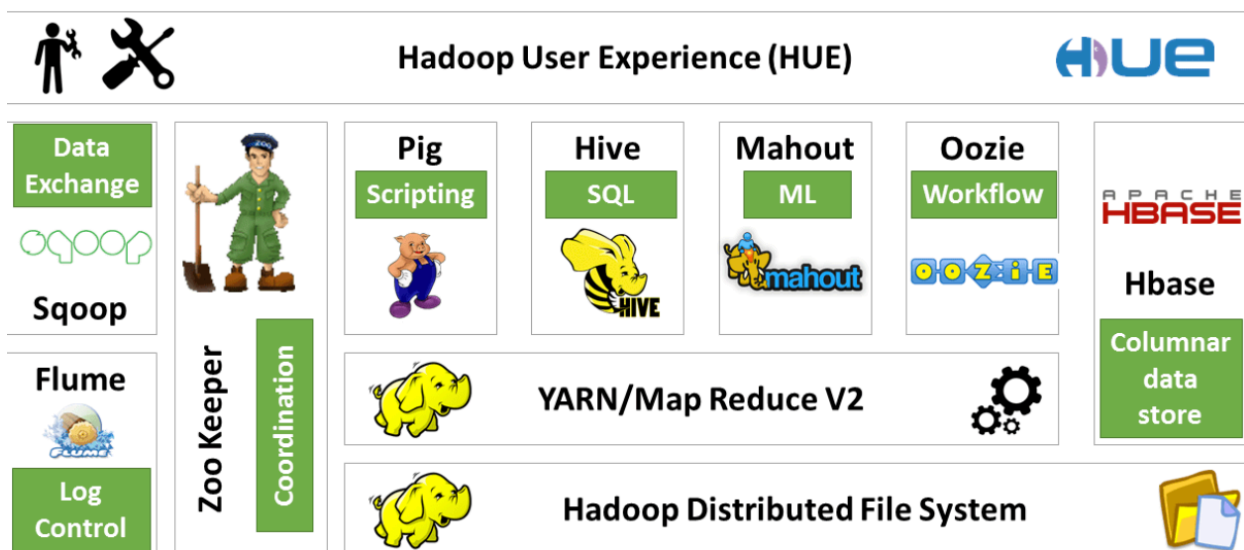 Hadoop User Experience (HUE)
HUE
Data
Exchange
sqoop
Sqoop
ZOO
Zoo Keeper
Coordination
Pig
Scripting
Hive
SQL
HIVE
Mahout
ML
mahout
Oozie
Workflow
OOZiE
APACHE
HBASE
Hbase
Columnar
data
store
Flume
FLUME
Log
Control
YARN/Map Reduce V2
Hadoop Distributed File System